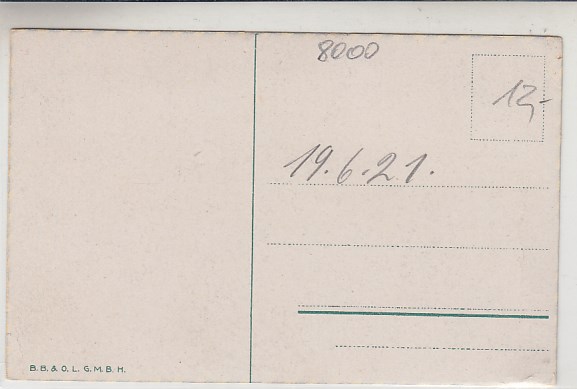 8000
12,-
19.6.21.
B.B. & O. L. G.M.B.H.